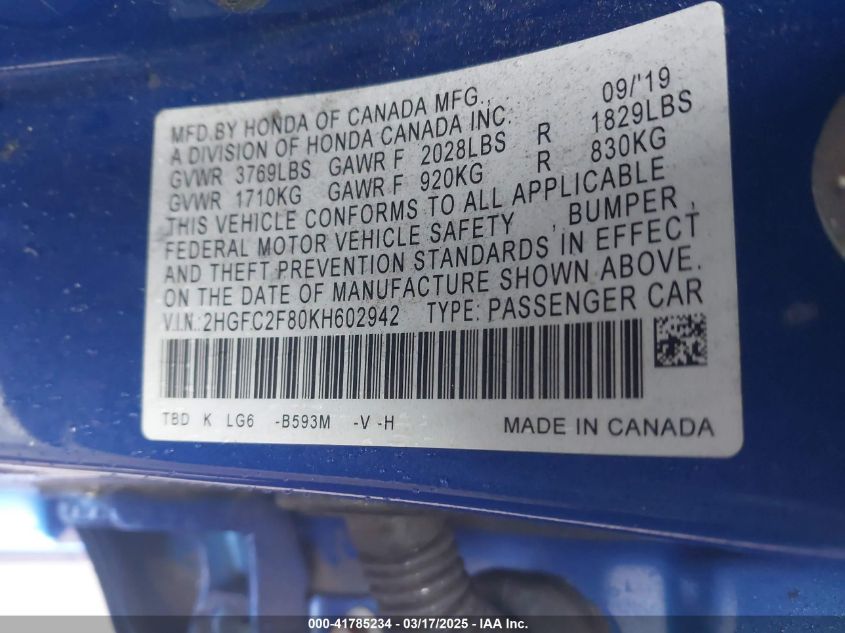 MFD.BY HONDA OF CANADA MFG., 09/'19
A DIVISION OF HONDA CANADA INC.
GVWR 3769LBS GAWR F 2028LBS R 1829LBS
GVWR 1710KG GAWR F 920KG R 830KG
THIS VEHICLE CONFORMS TO ALL APPLICABLE
FEDERAL MOTOR VEHICLE SAFETY , BUMPER ,
AND THEFT PREVENTION STANDARDS IN EFFECT
ON THE DATE OF MANUFACTURE SHOWN ABOVE.
V.I.N.: 2HGFC2F80KH602942 TYPE: PASSENGER CAR
TBD K LG6 -B593M -V -H MADE IN CANADA
000-41785234 - 03/17/2025 - IAA, Inc.